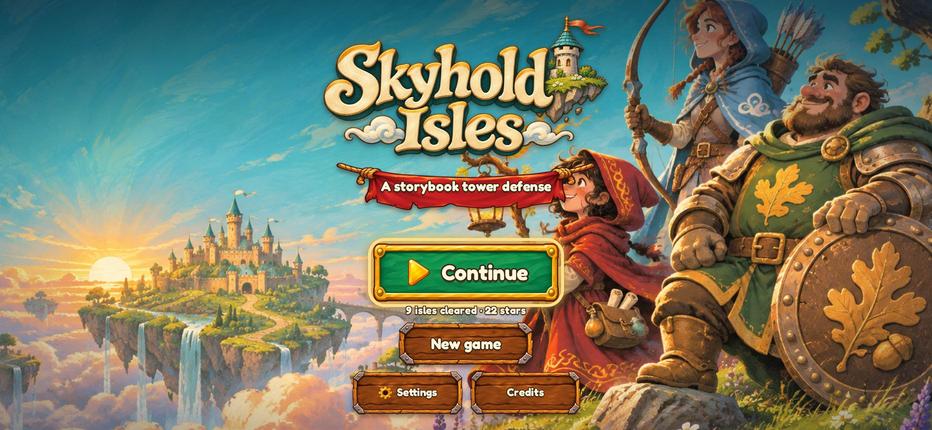 Skyhold
Isles
A storybook tower defense
Continue
9 isles cleared · 22 stars
New game
Settings
Credits